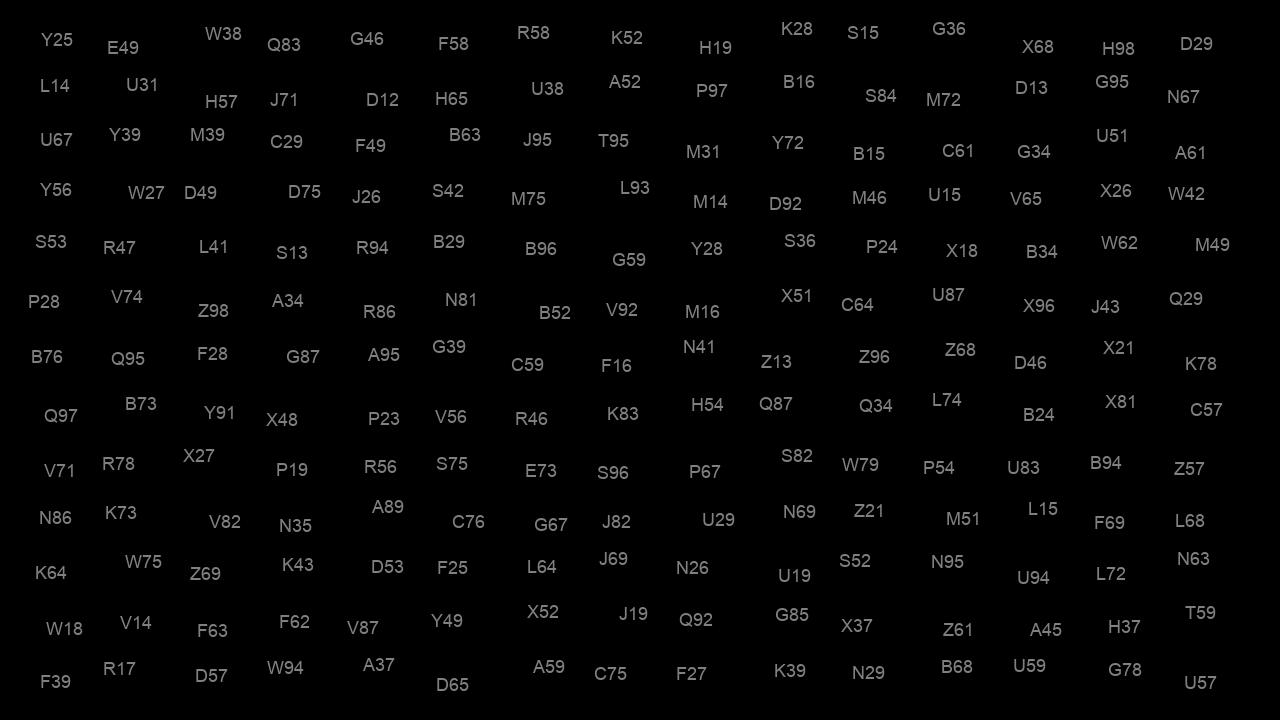 Y25 E49 W38 Q83 G46 F58 R58 K52 H19 K28 S15 G36 X68 H98 D29
L14 U31 H57 J71 D12 H65 U38 A52 P97 B16 S84 M72 D13 G95 N67
U67 Y39 M39 C29 F49 B63 J95 T95 M31 Y72 B15 C61 G34 U51 A61
Y56 W27 D49 D75 J26 S42 M75 L93 M14 D92 M46 U15 V65 X26 W42
S53 R47 L41 S13 R94 B29 B96 G59 Y28 S36 P24 X18 B34 W62 M49
P28 V74 Z98 A34 R86 N81 B52 V92 M16 X51 C64 U87 X96 J43 Q29
B76 Q95 F28 G87 A95 G39 C59 F16 N41 Z13 Z96 Z68 D46 X21 K78
Q97 B73 Y91 X48 P23 V56 R46 K83 H54 Q87 Q34 L74 B24 X81 C57
V71 R78 X27 P19 R56 S75 E73 S96 P67 S82 W79 P54 U83 B94 Z57
N86 K73 V82 N35 A89 C76 G67 J82 U29 N69 Z21 M51 L15 F69 L68
K64 W75 Z69 K43 D53 F25 L64 J69 N26 U19 S52 N95 U94 L72 N63
W18 V14 F63 F62 V87 Y49 X52 J19 Q92 G85 X37 Z61 A45 H37 T59
F39 R17 D57 W94 A37 D65 A59 C75 F27 K39 N29 B68 U59 G78 U57